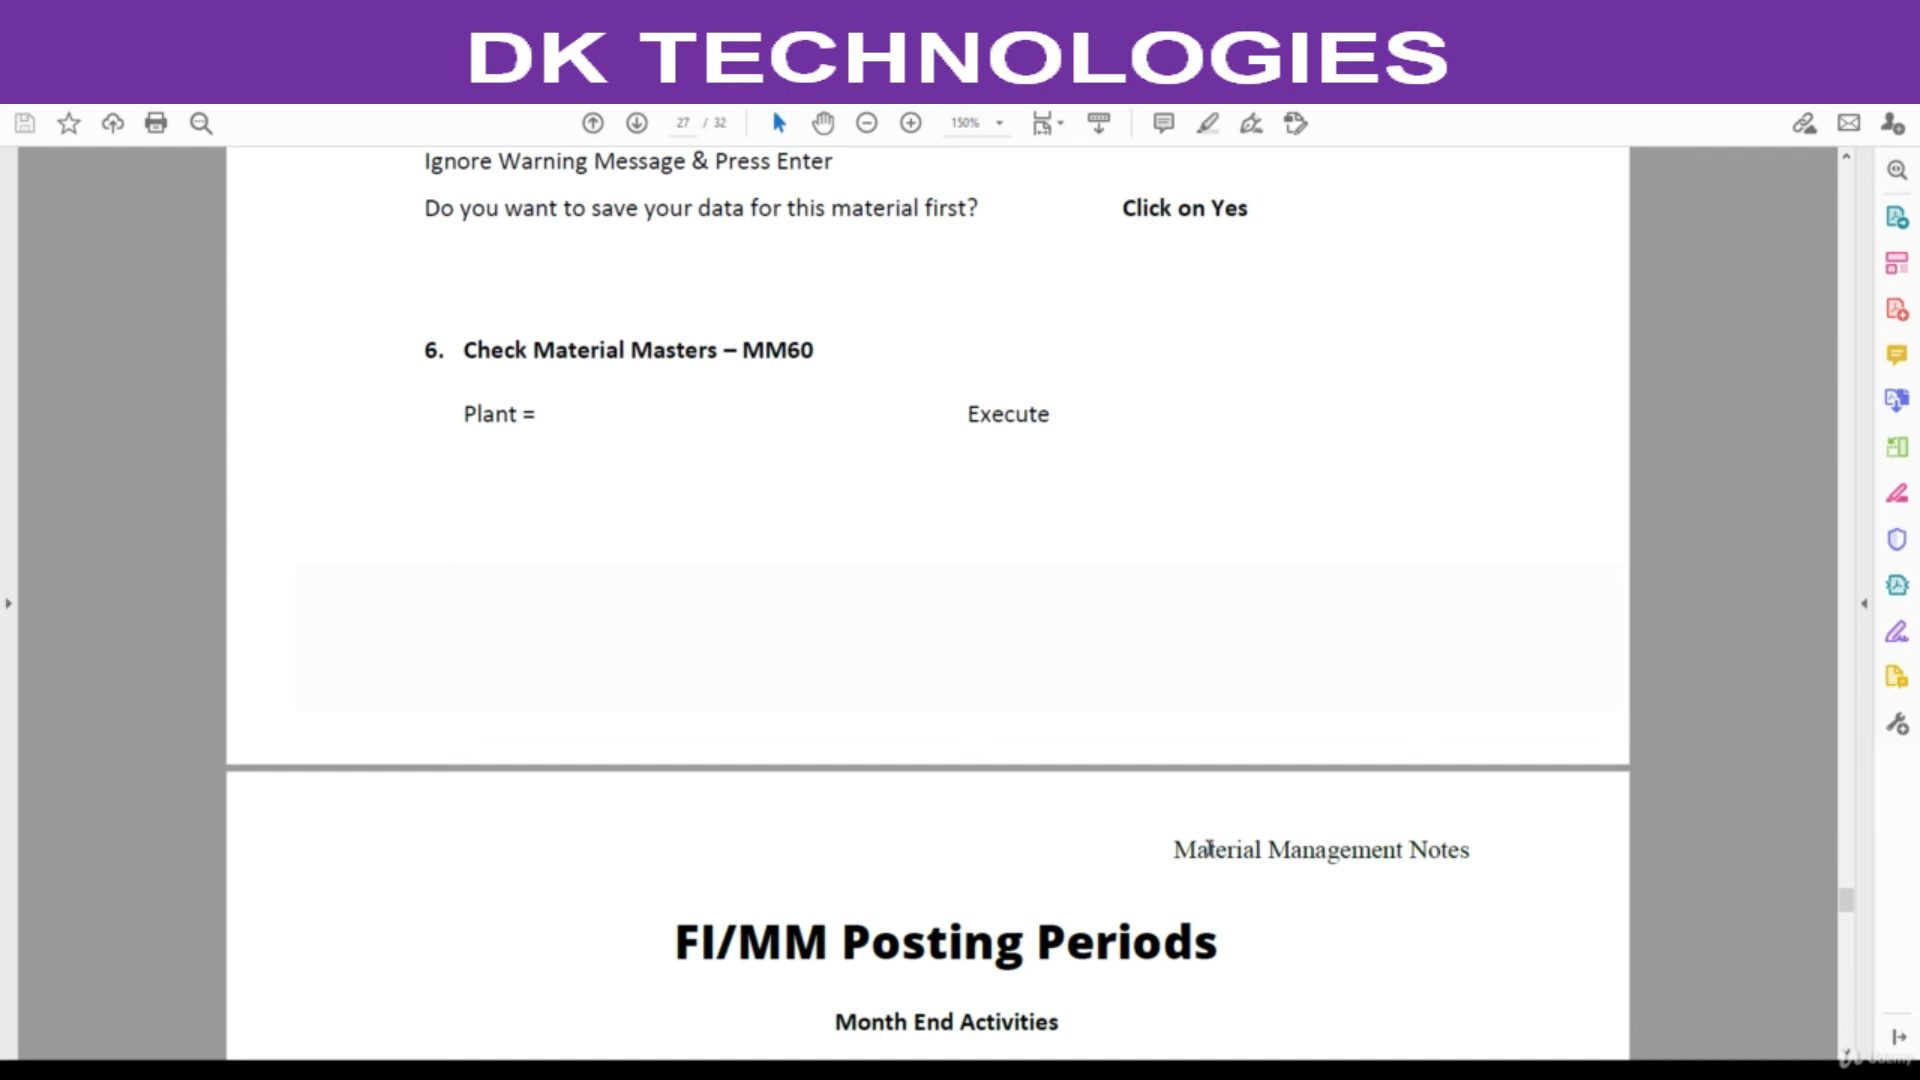 DK TECHNOLOGIES
27 / 32
150%
Ignore Warning Message & Press Enter
Do you want to save your data for this material first? Click on Yes
6. Check Material Masters – MM60
Plant = Execute
Material Management Notes
FI/MM Posting Periods
Month End Activities
Udemy